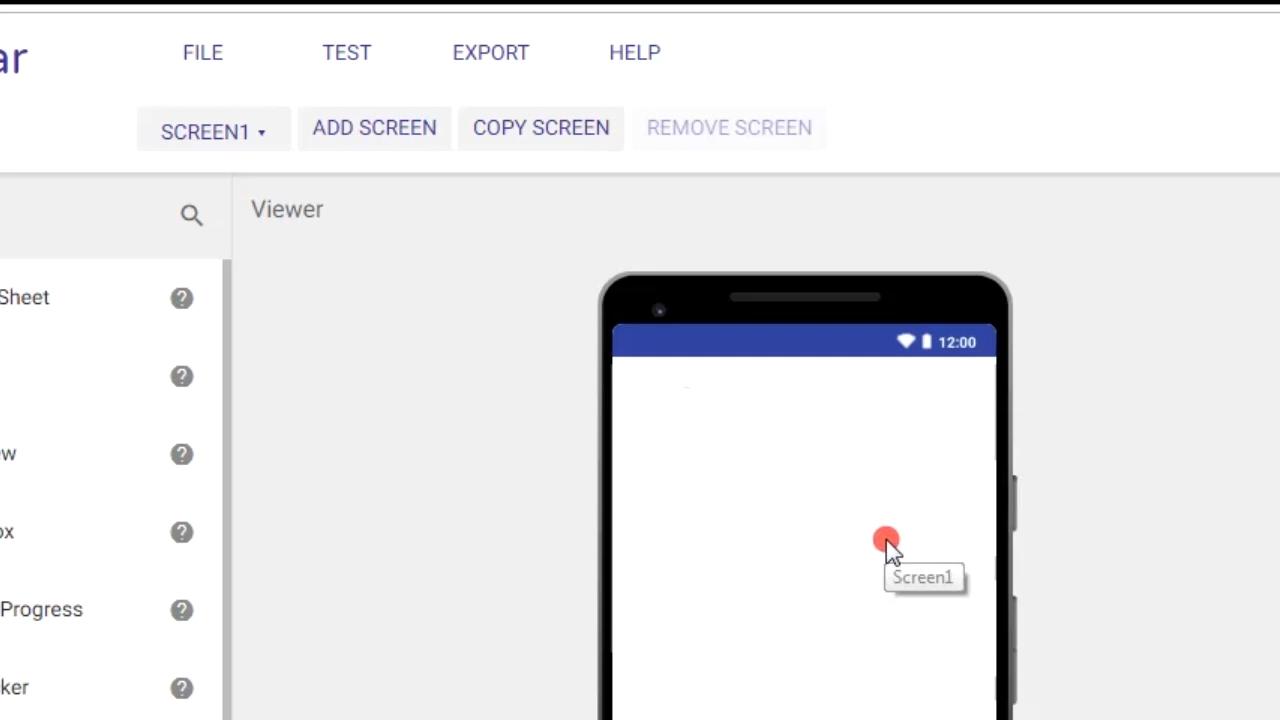 ar
FILE TEST EXPORT HELP
SCREEN1 ▾ ADD SCREEN COPY SCREEN REMOVE SCREEN
Viewer
Sheet
w
ox
Progress
ker
12:00
Screen1